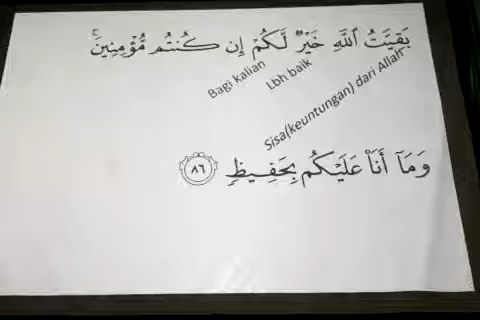 بَقِيَّتُ ٱللَّهِ خَيْرٌ لَّكُمْ إِن كُنتُم مُّؤْمِنِينَ ۚ
Bagi kalian
Lbh baik
Sisa(keuntungan) dari Allah
وَمَآ أَنَا۠ عَلَيْكُم بِحَفِيظٍ ٨٦